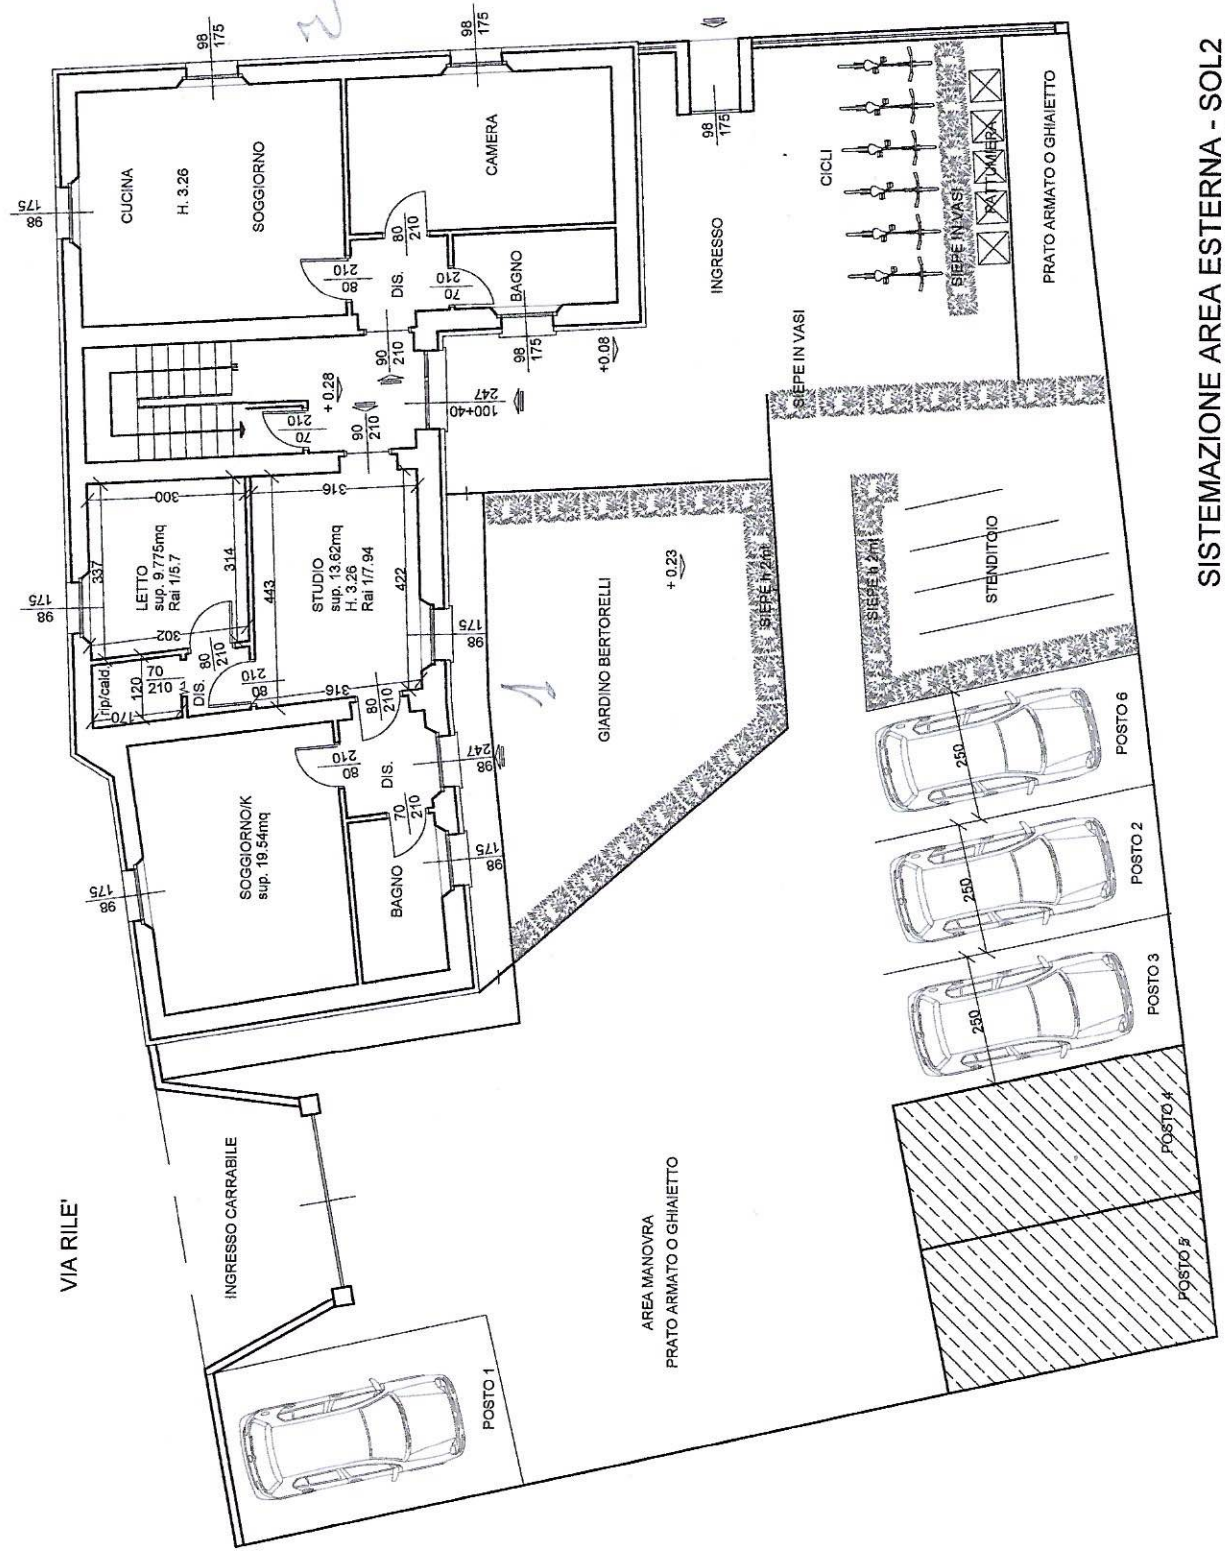 VIA RILE'
INGRESSO CARRABILE
POSTO 1
AREA MANOVRA
PRATO ARMATO O GHIAIETTO
POSTO 5
POSTO 4
POSTO 3
250
POSTO 2
250
POSTO 6
250
98
175
SOGGIORNO/K
sup. 19.54mq
BAGNO
70
210
98
175
DIS.
80
210
98
247
80
210
rip/cald.
170
120
70
210
DIS.
80
210
80
210
98
175
337
LETTO
sup. 9.775mq
Rai 1/5.7
300
302
314
443
STUDIO
sup. 13.62mq
H. 3.26
Rai 1/7.94
316
316
422
98
175
1
GIARDINO BERTORELLI
+ 0.23
SIEPE h 2mt
SIEPE h 2mt
STENDITOIO
70
210
+ 0.28
90
210
90
210
100+40
247
98
175
CUCINA
H. 3.26
SOGGIORNO
98
175
3
80
210
DIS.
80
210
70
210
BAGNO
98
175
+0.08
CAMERA
98
175
98
175
INGRESSO
SIEPE IN VASI
CICLI
SIEPE IN VASI
PATTUMIERA
PRATO ARMATO O GHIAIETTO
SISTEMAZIONE AREA ESTERNA - SOL2